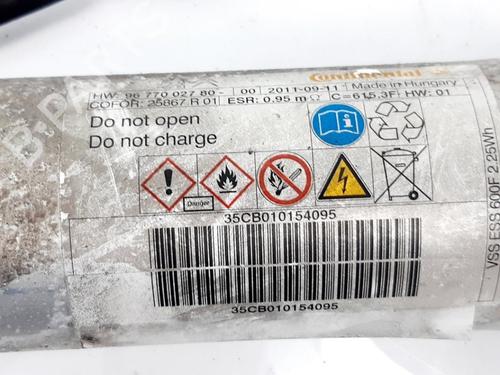 Continental
HW: 96 770 027 80 - 00 2011-09-11 Made in Hungary
COFOR: 25867 R 01 ESR: 0.95 mΩ C=615.3F HW: 01
Do not open
Do not charge
Danger
35CB010154095
35CB010154095
VSS ESS 600F 2.25Wh
B-PARTS